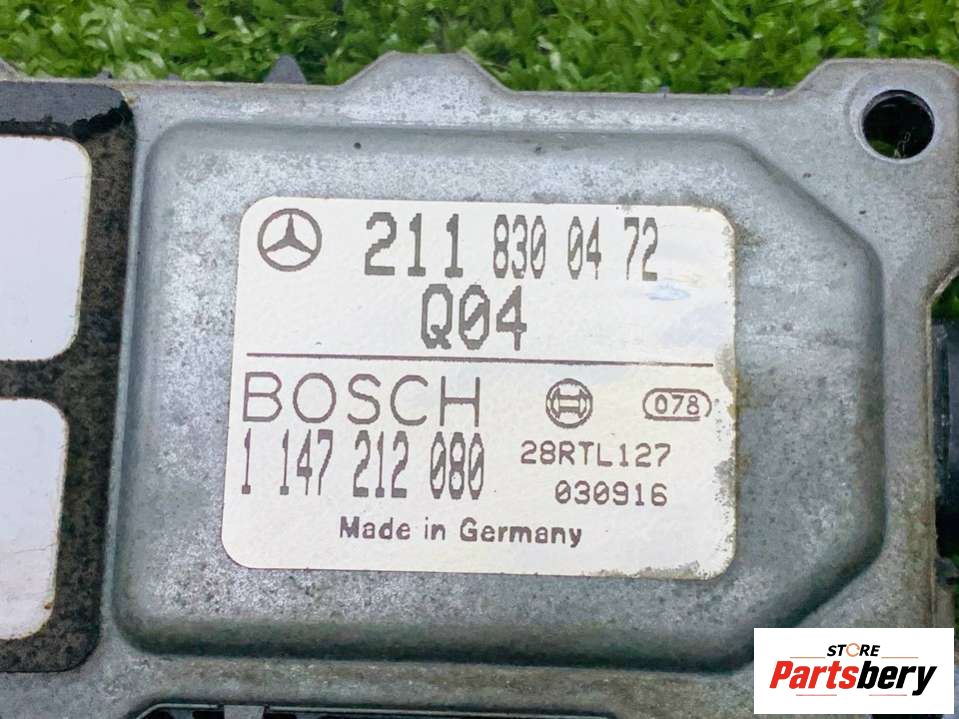 211 830 04 72
Q04
BOSCH
078
1 147 212 080
28RTL127
030916
Made in Germany
STORE
Partsbery